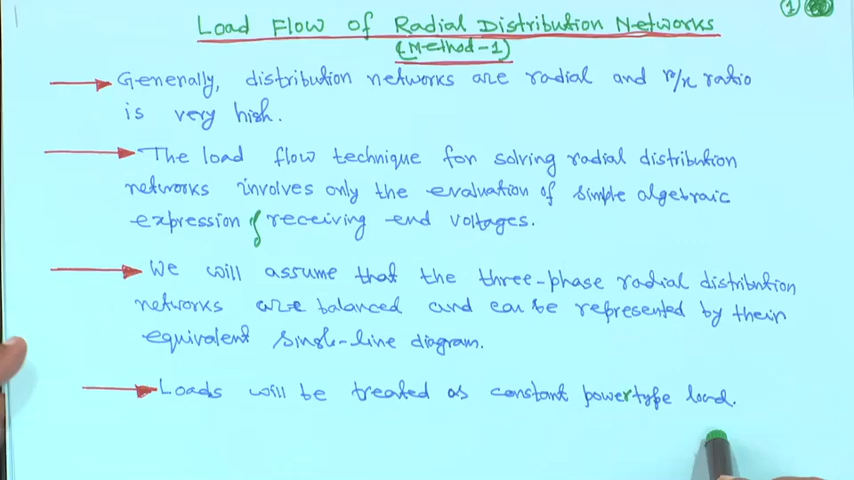 1
Load Flow of Radial Distribution Networks
(Method-1)
Generally, distribution networks are radial and r/x ratio
is very high.
The load flow technique for solving radial distribution
networks involves only the evaluation of simple algebraic
expression of receiving end voltages.
We will assume that the three-phase radial distribution
networks are balanced and can be represented by their
equivalent single-line diagram.
Loads will be treated as constant power type load.